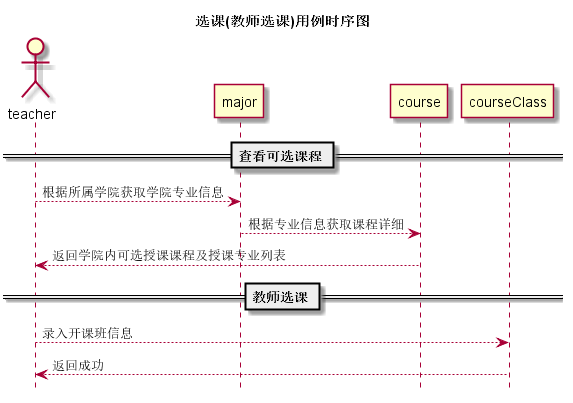 选课(教师选课)用例时序图
teacher
major
course
courseClass
查看可选课程
根据所属学院获取学院专业信息
根据专业信息获取课程详细
返回学院内可选授课课程及授课专业列表
教师选课
录入开课班信息
返回成功